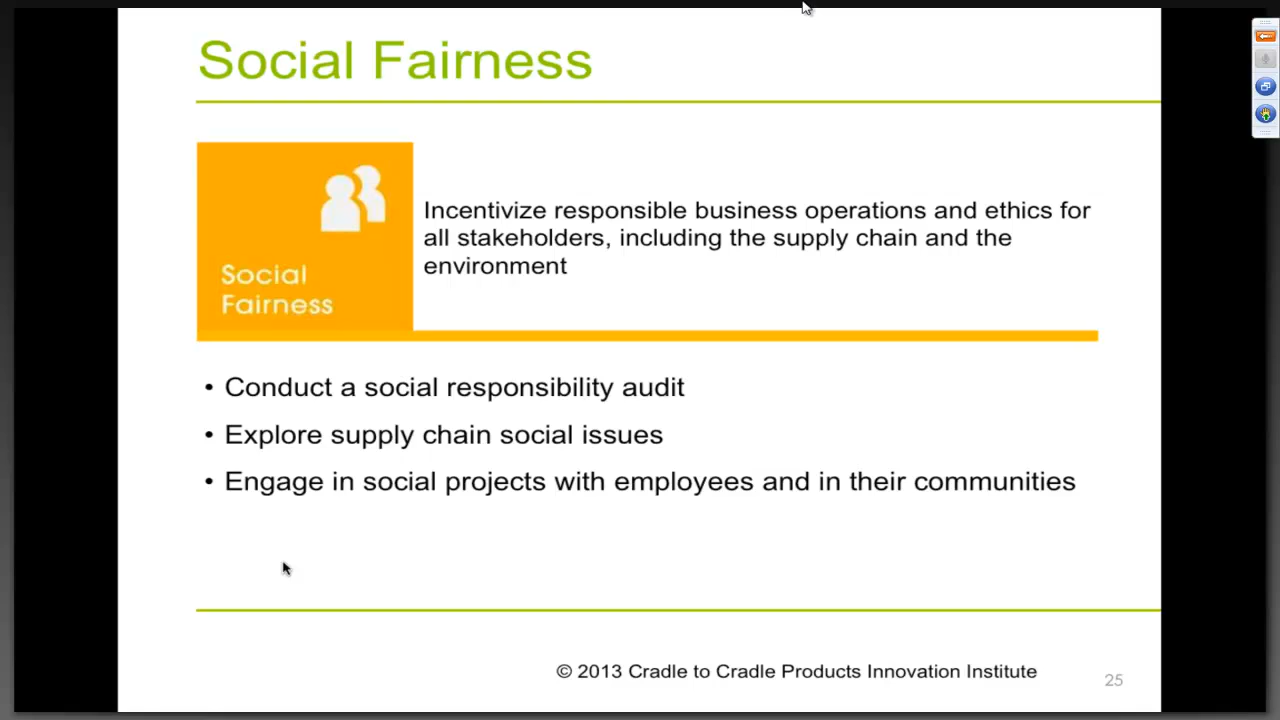 Social Fairness
Social
Fairness
Incentivize responsible business operations and ethics for
all stakeholders, including the supply chain and the
environment
• Conduct a social responsibility audit
• Explore supply chain social issues
• Engage in social projects with employees and in their communities
© 2013 Cradle to Cradle Products Innovation Institute
25